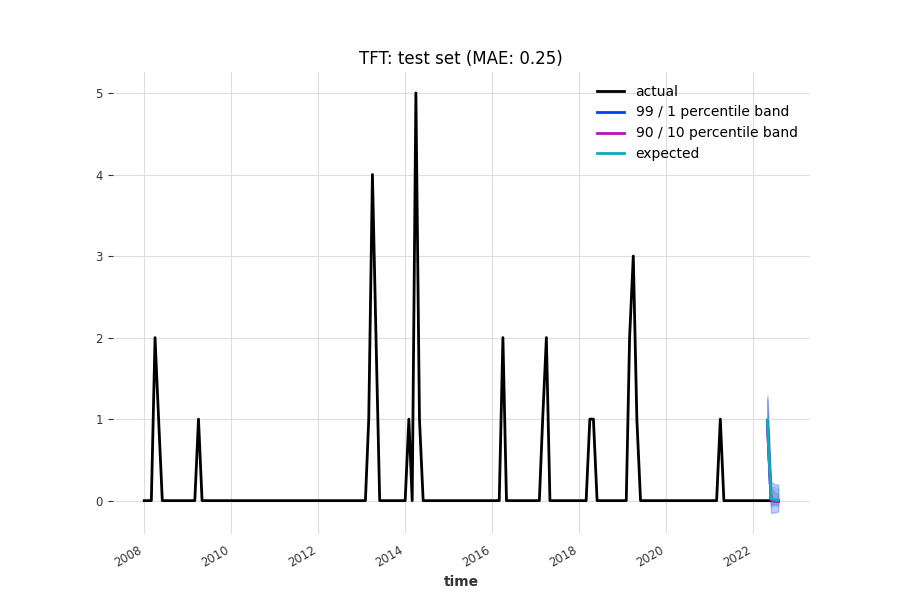 TFT: test set (MAE: 0.25)
actual
99 / 1 percentile band
90 / 10 percentile band
expected
5
4
3
2
1
0
2008
2010
2012
2014
2016
2018
2020
2022
time